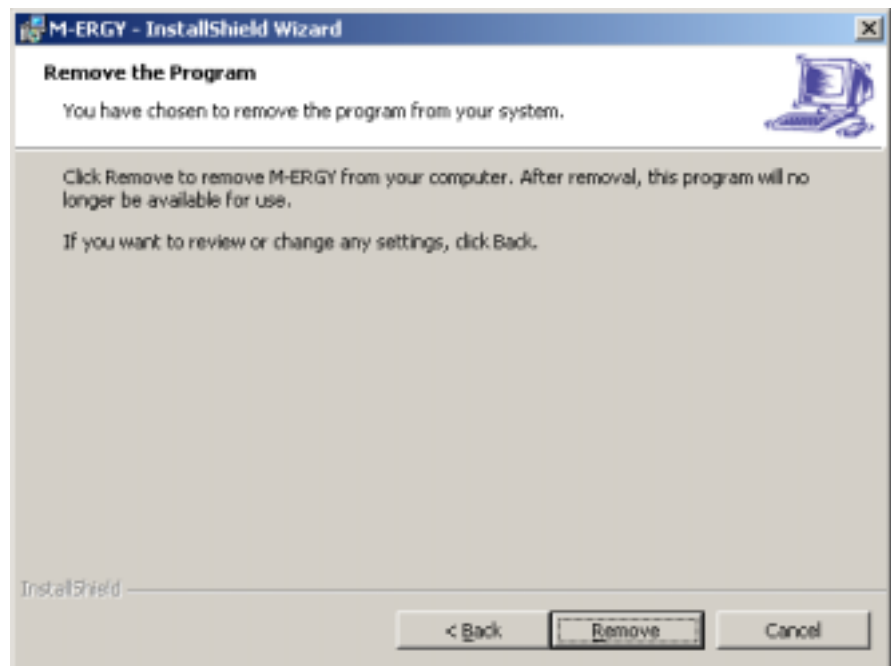 M-ERGY - InstallShield Wizard
Remove the Program
You have chosen to remove the program from your system.
Click Remove to remove M-ERGY from your computer. After removal, this program will no
longer be available for use.
If you want to review or change any settings, click Back.
InstallShield
< Back Remove Cancel